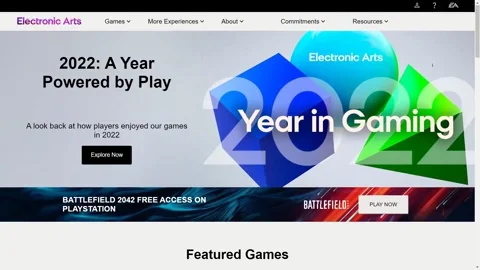 Electronic Arts
Games
More Experiences
About
Commitments
Resources
2022: A Year
Powered by Play
A look back at how players enjoyed our games
in 2022
Explore Now
Electronic Arts
2022
Year in Gaming
BATTLEFIELD 2042 FREE ACCESS ON
PLAYSTATION
BATTLEFIELD
PLAY NOW
Featured Games